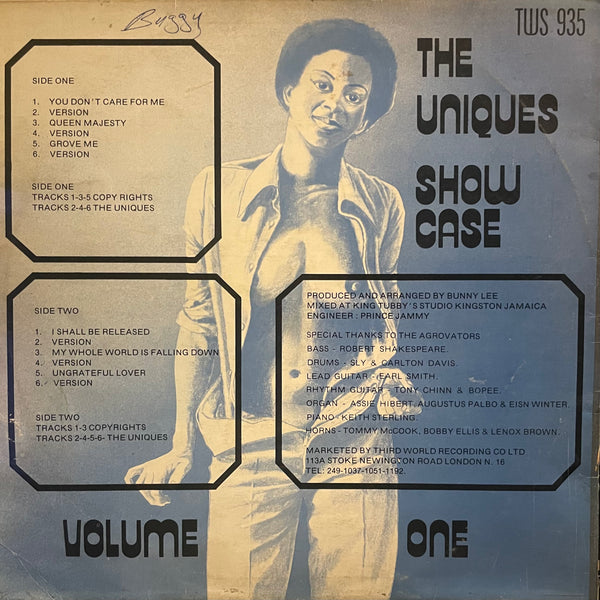 Buggy
TWS 935
THE
UNIQUES
SHOW
CASE
SIDE ONE
1. YOU DON'T CARE FOR ME
2. VERSION
3. QUEEN MAJESTY
4. VERSION
5. GROVE ME
6. VERSION
SIDE ONE
TRACKS 1-3-5 COPY RIGHTS
TRACKS 2-4-6 THE UNIQUES
SIDE TWO
1. I SHALL BE RELEASED
2. VERSION
3. MY WHOLE WORLD IS FALLING DOWN
4. VERSION
5. UNGRATEFUL LOVER
6. VERSION
SIDE TWO
TRACKS 1-3 COPYRIGHTS
TRACKS 2-4-5-6- THE UNIQUES
PRODUCED AND ARRANGED BY BUNNY LEE
MIXED AT KING TUBBY'S STUDIO KINGSTON JAMAICA
ENGINEER : PRINCE JAMMY
SPECIAL THANKS TO THE AGROVATORS
BASS - ROBERT SHAKESPEARE.
DRUMS - SLY & CARLTON DAVIS.
LEAD GUITAR - EARL SMITH.
RHYTHM GUITAR - TONY CHINN & BOPEE.
ORGAN - ASSIE HIBERT, AUGUSTUS PALBO & EISN WINTER.
PIANO - KEITH STERLING.
HORNS - TOMMY McCOOK, BOBBY ELLIS & LENOX BROWN.
MARKETED BY THIRD WORLD RECORDING CO LTD
113A STOKE NEWINGTON ROAD LONDON N. 16
TEL: 249-1037-1051-1192.
VOLUME ONE